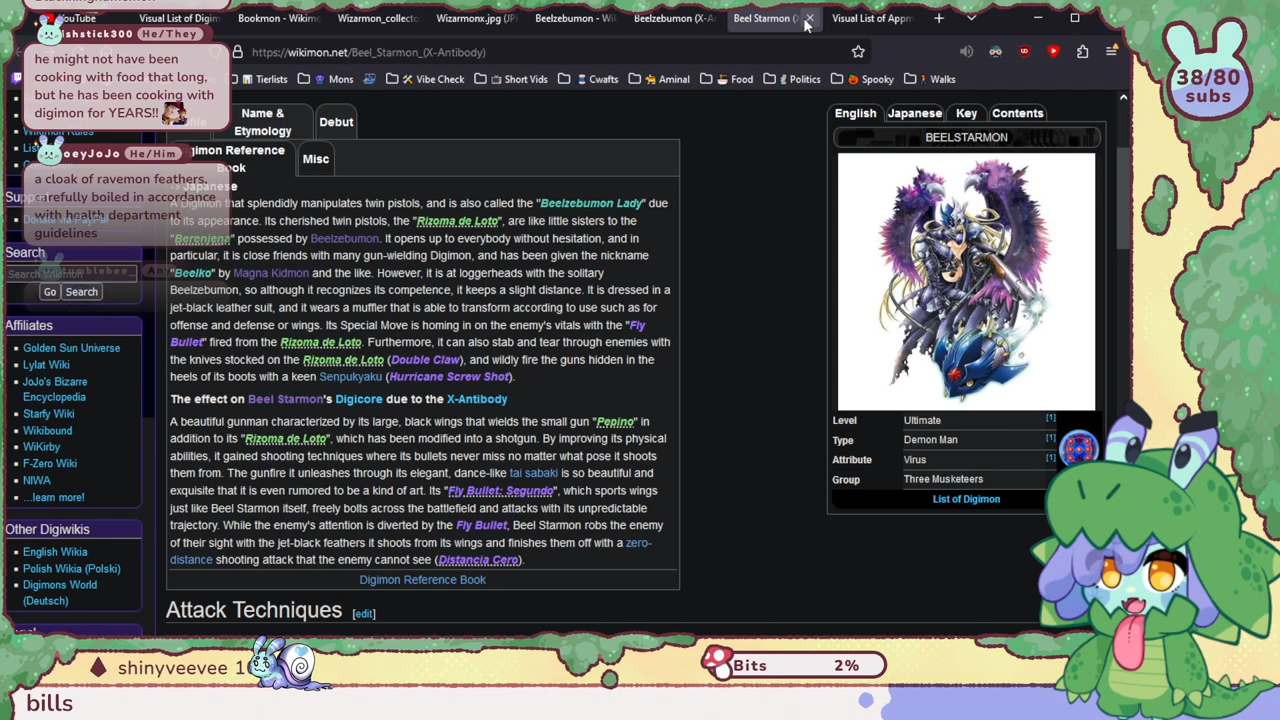 YouTube
Visual List of Digim
Bookmon - Wikimo
Wizarmon_collecto
Wizarmonx.jpg (JP
Beelzebumon - Wi
Beelzebumon (X-A
Beel Starmon (
Visual List of Appm
https://wikimon.net/Beel_Starmon_(X-Antibody)
Tierlists
Mons
Vibe Check
Short Vids
Cwafts
Aminal
Food
Politics
Spooky
Walks
ishstick300 He/They
he might not have been
cooking with food that long,
but he has been cooking with
digimon for YEARS!!
oeyJoJo He/Him
a cloak of ravemon feathers.
carefully boiled in accordance
with health department
guidelines
38/80
subs
Wikimon Rules
Search
Go
Search
Affiliates
Golden Sun Universe
Lylat Wiki
JoJo's Bizarre
Encyclopedia
Starfy Wiki
Wikibound
WiKirby
F-Zero Wiki
NIWA
...learn more!
Other Digiwikis
English Wikia
Polish Wikia (Polski)
Digimons World
(Deutsch)
Name &
Etymology
Debut
Digimon Reference
Book
Misc
Japanese
A Digimon that splendidly manipulates twin pistols, and is also called the "Beelzebumon Lady" due
to its appearance. Its cherished twin pistols, the "Rizoma de Loto", are like little sisters to the
"Berenjena" possessed by Beelzebumon. It opens up to everybody without hesitation, and in
particular, it is close friends with many gun-wielding Digimon, and has been given the nickname
"Beelko" by Magna Kidmon and the like. However, it is at loggerheads with the solitary
Beelzebumon, so although it recognizes its competence, it keeps a slight distance. It is dressed in a
jet-black leather suit, and it wears a muffler that is able to transform according to use such as for
offense and defense or wings. Its Special Move is homing in on the enemy's vitals with the "Fly
Bullet" fired from the Rizoma de Loto. Furthermore, it can also stab and tear through enemies with
the knives stocked on the Rizoma de Loto (Double Claw), and wildly fire the guns hidden in the
heels of its boots with a keen Senpukyaku (Hurricane Screw Shot).
The effect on Beel Starmon's Digicore due to the X-Antibody
A beautiful gunman characterized by its large, black wings that wields the small gun "Pepino" in
addition to its "Rizoma de Loto", which has been modified into a shotgun. By improving its physical
abilities, it gained shooting techniques where its bullets never miss no matter what pose it shoots
them from. The gunfire it unleashes through its elegant, dance-like tai sabaki is so beautiful and
exquisite that it is even rumored to be a kind of art. Its "Fly Bullet: Segundo", which sports wings
just like Beel Starmon itself, freely bolts across the battlefield and attacks with its unpredictable
trajectory. While the enemy's attention is diverted by the Fly Bullet, Beel Starmon robs the enemy
of their sight with the jet-black feathers it shoots from its wings and finishes them off with a zero-
distance shooting attack that the enemy cannot see (Distancia Cero).
Digimon Reference Book
Attack Techniques [edit]
English
Japanese
Key
Contents
BEELSTARMON
Level Ultimate [1]
Type Demon Man [1]
Attribute Virus [1]
Group Three Musketeers
List of Digimon
shinyveevee 1
Bits 2%
bills